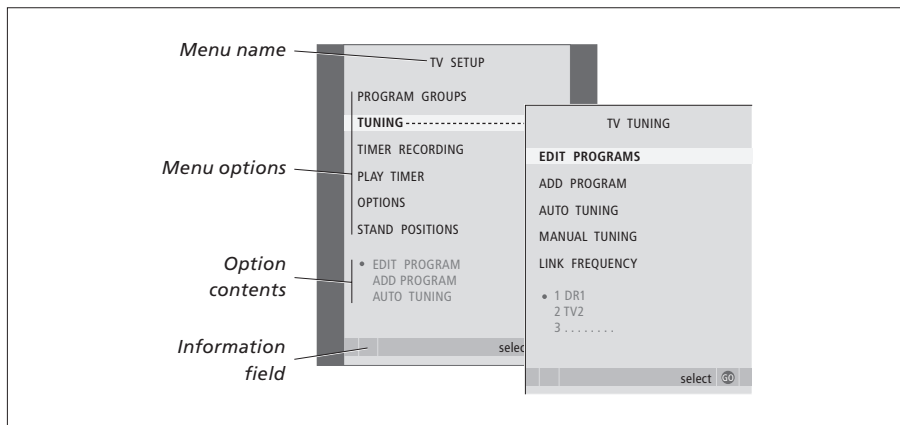 Menu name
TV SETUP
PROGRAM GROUPS
TUNING
TIMER RECORDING
Menu options
PLAY TIMER
OPTIONS
STAND POSITIONS
Option
contents
• EDIT PROGRAM
ADD PROGRAM
AUTO TUNING
Information
field
selec
TV TUNING
EDIT PROGRAMS
ADD PROGRAM
AUTO TUNING
MANUAL TUNING
LINK FREQUENCY
• 1 DR1
2 TV2
3 . . . . . . . .
select GO